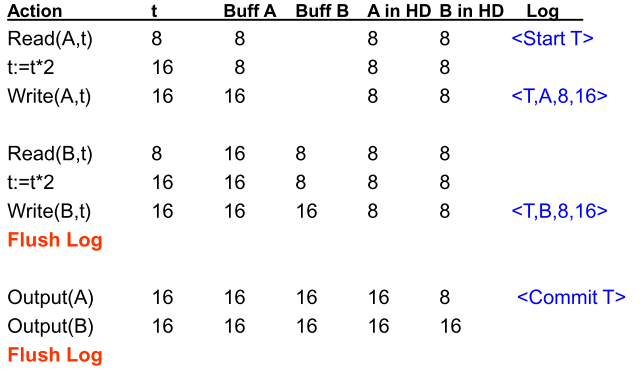 Action t Buff A Buff B A in HD B in HD Log
Read(A,t) 8 8 8 8 <Start T>
t:=t*2 16 8 8 8
Write(A,t) 16 16 8 8 <T,A,8,16>
Read(B,t) 8 16 8 8 8
t:=t*2 16 16 8 8 8
Write(B,t) 16 16 16 8 8 <T,B,8,16>
Flush Log
Output(A) 16 16 16 16 8 <Commit T>
Output(B) 16 16 16 16 16
Flush Log